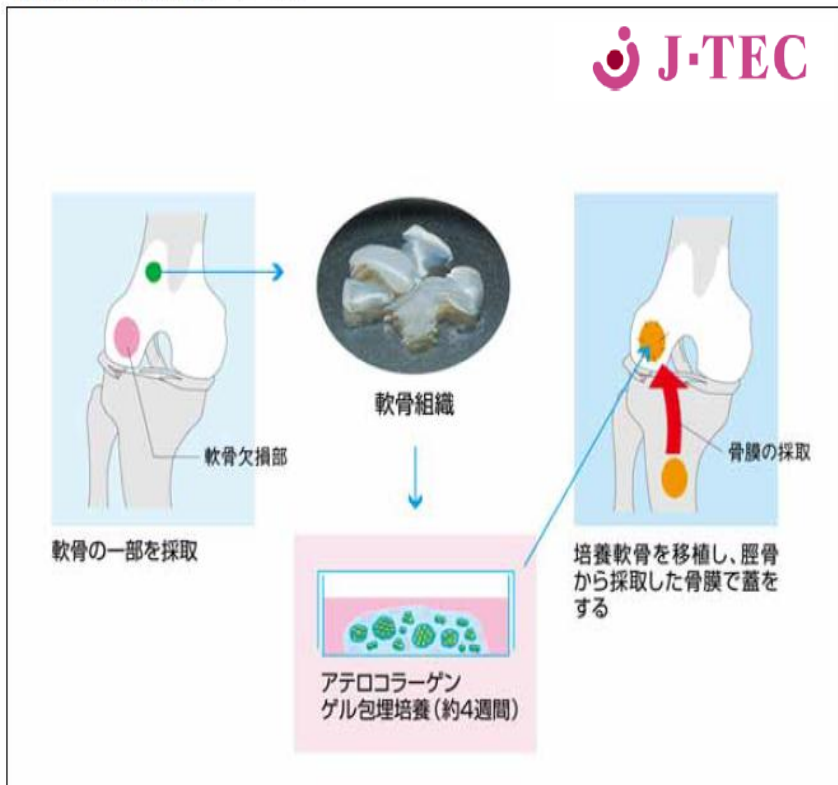 J-TEC
軟骨欠損部
軟骨の一部を採取
軟骨組織
アテロコラーゲン
ゲル包埋培養(約4週間)
骨膜の採取
培養軟骨を移植し、脛骨
から採取した骨膜で蓋を
する